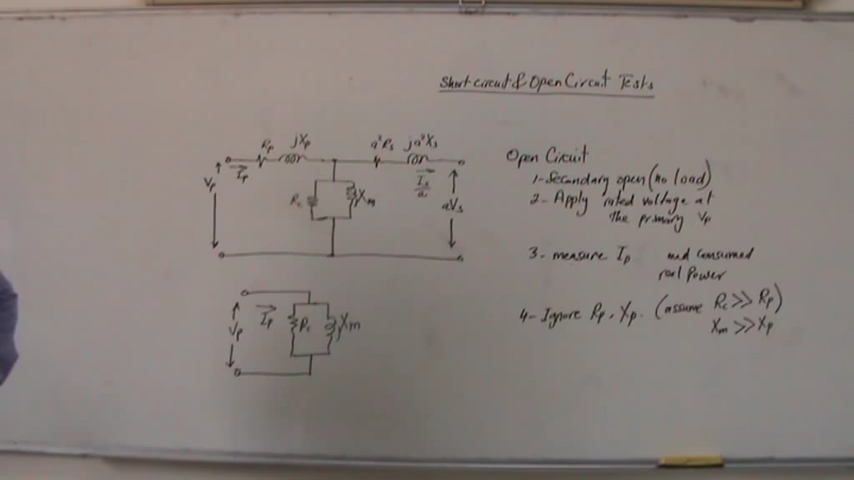 Short Circuit & Open Circuit Tests
Rp jXp a²Rs ja²Xs
Ip Is/a
Vp Rc jXm aVs
Vp Ip Rc jXm
Open Circuit
1- Secondary open (no load)
2- Apply rated voltage at
the primary Vp
3- measure Ip and consumed
real Power
4- Ignore Rp, Xp. (assume Rc >> Rp)
Xm >> Xp